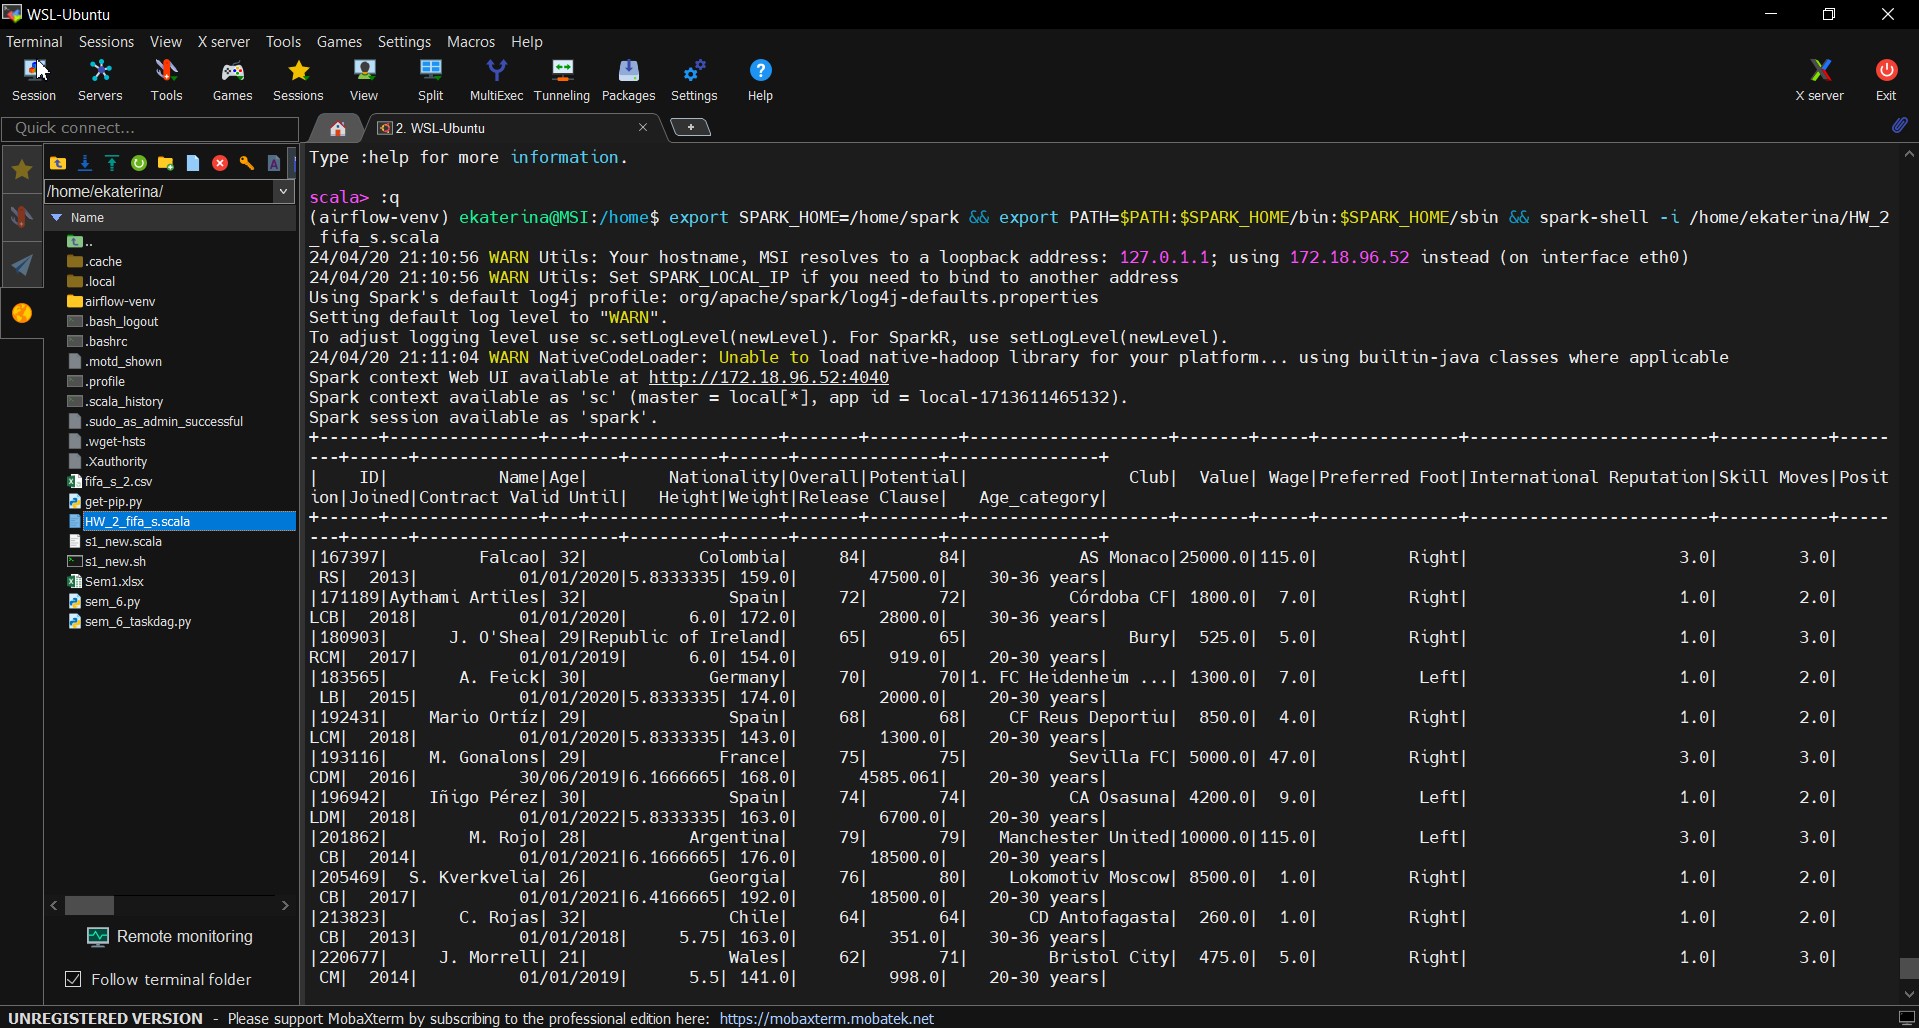 WSL-Ubuntu
Terminal Sessions View X server Tools Games Settings Macros Help
Session Servers Tools Games Sessions View Split MultiExec Tunneling Packages Settings Help X server Exit
Quick connect...
2. WSL-Ubuntu
/home/ekaterina/
Name
..
.cache
.local
airflow-venv
.bash_logout
.bashrc
.motd_shown
.profile
.scala_history
.sudo_as_admin_successful
.wget-hsts
.Xauthority
fifa_s_2.csv
get-pip.py
HW_2_fifa_s.scala
s1_new.scala
s1_new.sh
Sem1.xlsx
sem_6.py
sem_6_taskdag.py
Remote monitoring
Follow terminal folder
Type :help for more information.
scala> :q
(airflow-venv) ekaterina@MSI:/home$ export SPARK_HOME=/home/spark && export PATH=$PATH:$SPARK_HOME/bin:$SPARK_HOME/sbin && spark-shell -i /home/ekaterina/HW_2
_fifa_s.scala
24/04/20 21:10:56 WARN Utils: Your hostname, MSI resolves to a loopback address: 127.0.1.1; using 172.18.96.52 instead (on interface eth0)
24/04/20 21:10:56 WARN Utils: Set SPARK_LOCAL_IP if you need to bind to another address
Using Spark's default log4j profile: org/apache/spark/log4j-defaults.properties
Setting default log level to "WARN".
To adjust logging level use sc.setLogLevel(newLevel). For SparkR, use setLogLevel(newLevel).
24/04/20 21:11:04 WARN NativeCodeLoader: Unable to load native-hadoop library for your platform... using builtin-java classes where applicable
Spark context Web UI available at http://172.18.96.52:4040
Spark context available as 'sc' (master = local[*], app id = local-1713611465132).
Spark session available as 'spark'.
+------+---------------+---+-------------------+-------+---------+--------------------+-------+-----+--------------+------------------------+-----------+-----
---+------+--------------------+---------+------+--------------+---------------+
|    ID|           Name|Age|        Nationality|Overall|Potential|                Club|  Value| Wage|Preferred Foot|International Reputation|Skill Moves|Posit
ion|Joined|Contract Valid Until|   Height|Weight|Release Clause|   Age_category|
+------+---------------+---+-------------------+-------+---------+--------------------+-------+-----+--------------+------------------------+-----------+-----
---+------+--------------------+---------+------+--------------+---------------+
|167397|         Falcao| 32|           Colombia|     84|       84|           AS Monaco|25000.0|115.0|         Right|                     3.0|        3.0|
 RS|  2013|          01/01/2020|5.8333335| 159.0|       47500.0|    30-36 years|
|171189|Aythami Artiles| 32|              Spain|     72|       72|          Córdoba CF| 1800.0|  7.0|         Right|                     1.0|        2.0|
LCB|  2018|          01/01/2020|      6.0| 172.0|        2800.0|    30-36 years|
|180903|      J. O'Shea| 29|Republic of Ireland|     65|       65|                Bury|  525.0|  5.0|         Right|                     1.0|        3.0|
RCM|  2017|          01/01/2019|      6.0| 154.0|         919.0|    20-30 years|
|183565|       A. Feick| 30|            Germany|     70|       70|1. FC Heidenheim ...| 1300.0|  7.0|          Left|                     1.0|        2.0|
 LB|  2015|          01/01/2020|5.8333335| 174.0|        2000.0|    20-30 years|
|192431|    Mario Ortíz| 29|              Spain|     68|       68|    CF Reus Deportiu|  850.0|  4.0|         Right|                     1.0|        2.0|
LCM|  2018|          01/01/2020|5.8333335| 143.0|        1300.0|    20-30 years|
|193116|    M. Gonalons| 29|             France|     75|       75|          Sevilla FC| 5000.0| 47.0|         Right|                     3.0|        3.0|
CDM|  2016|          30/06/2019|6.1666665| 168.0|      4585.061|    20-30 years|
|196942|    Iñigo Pérez| 30|              Spain|     74|       74|          CA Osasuna| 4200.0|  9.0|          Left|                     1.0|        2.0|
LDM|  2018|          01/01/2022|5.8333335| 163.0|        6700.0|    20-30 years|
|201862|        M. Rojo| 28|          Argentina|     79|       79|   Manchester United|10000.0|115.0|          Left|                     3.0|        3.0|
 CB|  2014|          01/01/2021|6.1666665| 176.0|       18500.0|    20-30 years|
|205469|  S. Kverkvelia| 26|            Georgia|     76|       80|    Lokomotiv Moscow| 8500.0|  1.0|         Right|                     1.0|        2.0|
 CB|  2017|          01/01/2021|6.4166665| 192.0|       18500.0|    20-30 years|
|213823|       C. Rojas| 32|              Chile|     64|       64|      CD Antofagasta|  260.0|  1.0|         Right|                     1.0|        2.0|
 CB|  2013|          01/01/2018|     5.75| 163.0|         351.0|    30-36 years|
|220677|     J. Morrell| 21|              Wales|     62|       71|        Bristol City|  475.0|  5.0|         Right|                     1.0|        3.0|
 CM|  2014|          01/01/2019|      5.5| 141.0|         998.0|    20-30 years|
UNREGISTERED VERSION - Please support MobaXterm by subscribing to the professional edition here: https://mobaxterm.mobatek.net